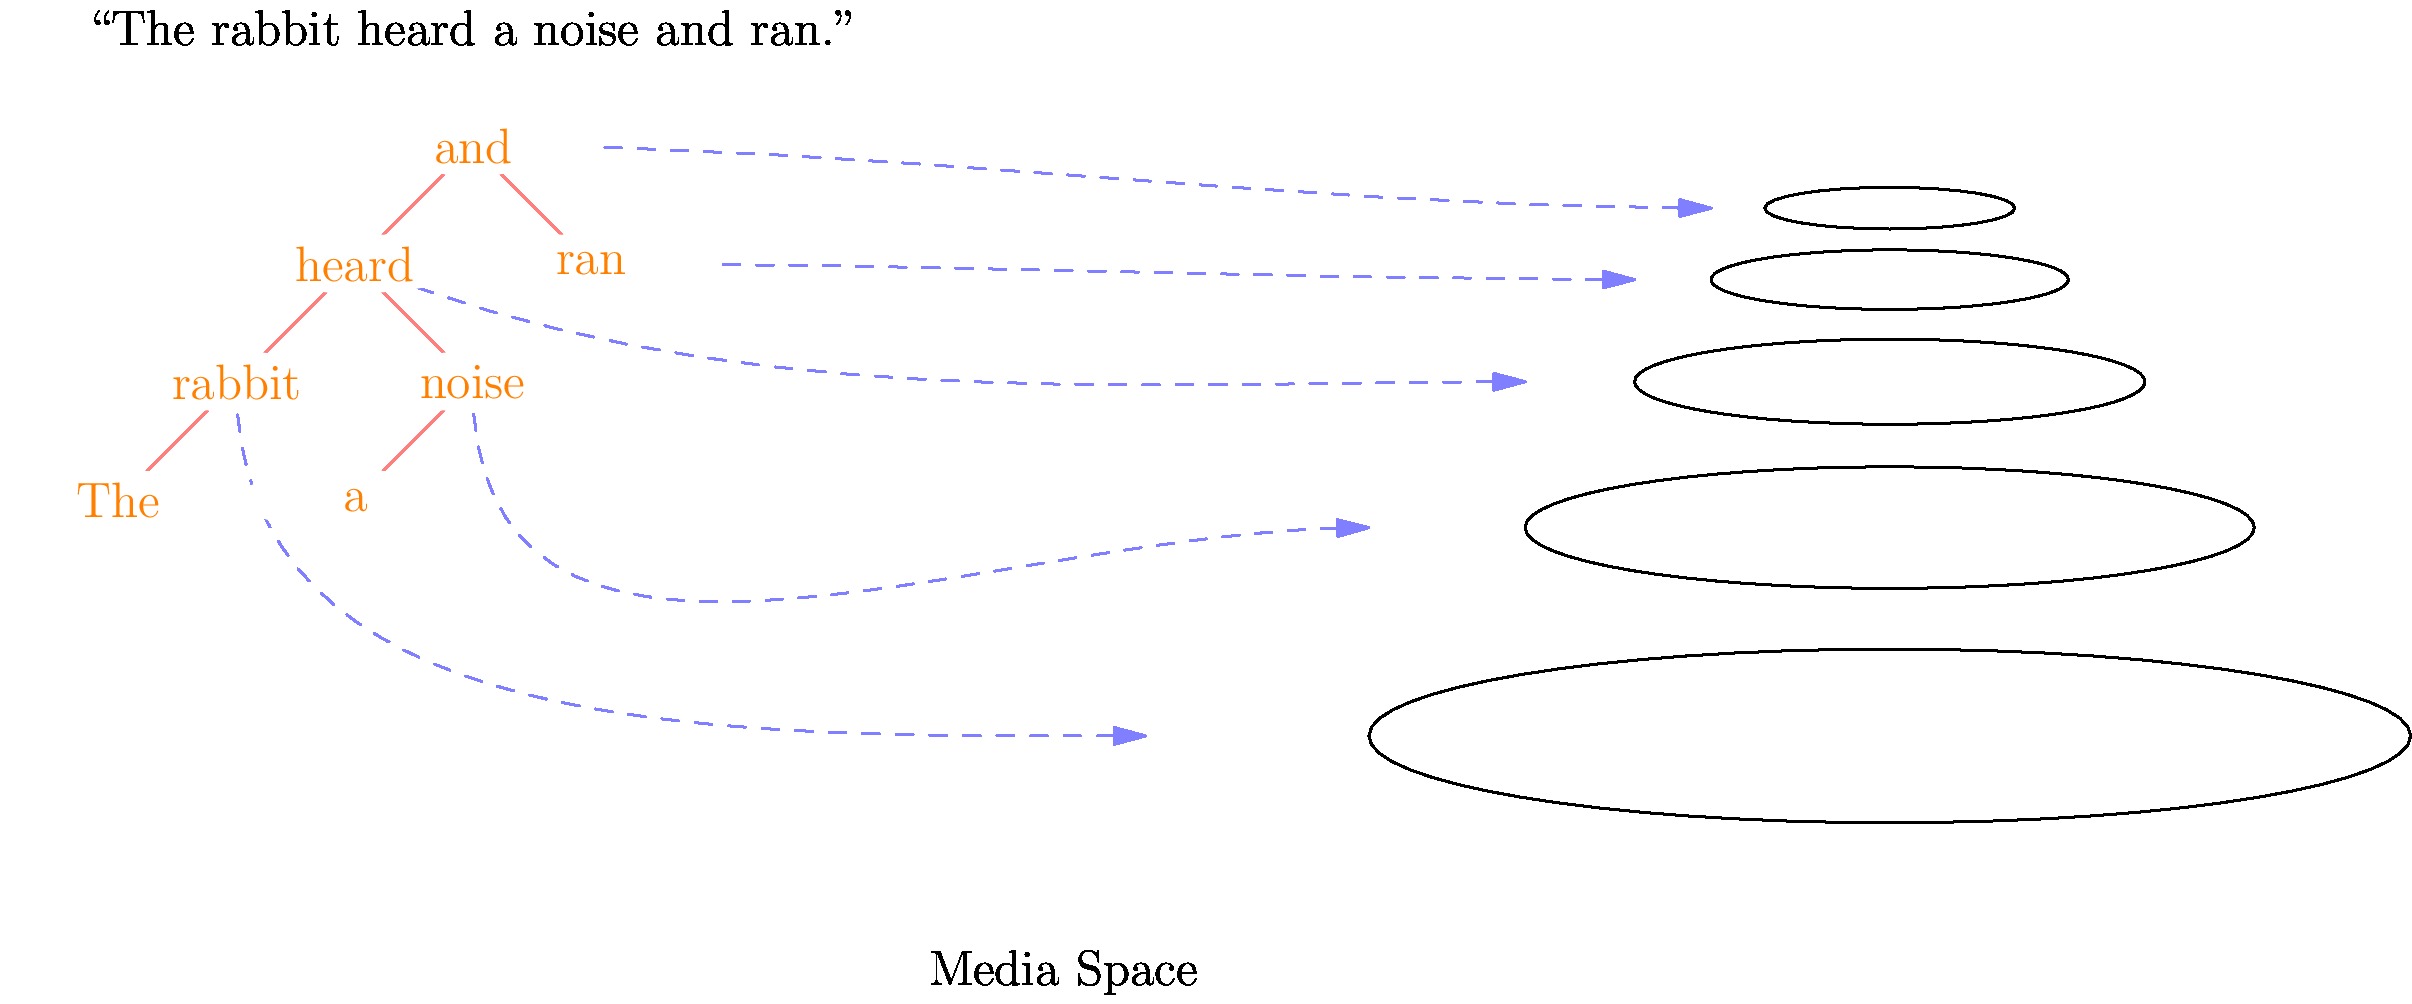 “The rabbit heard a noise and ran.”
and
heard ran
rabbit noise
The a
Media Space